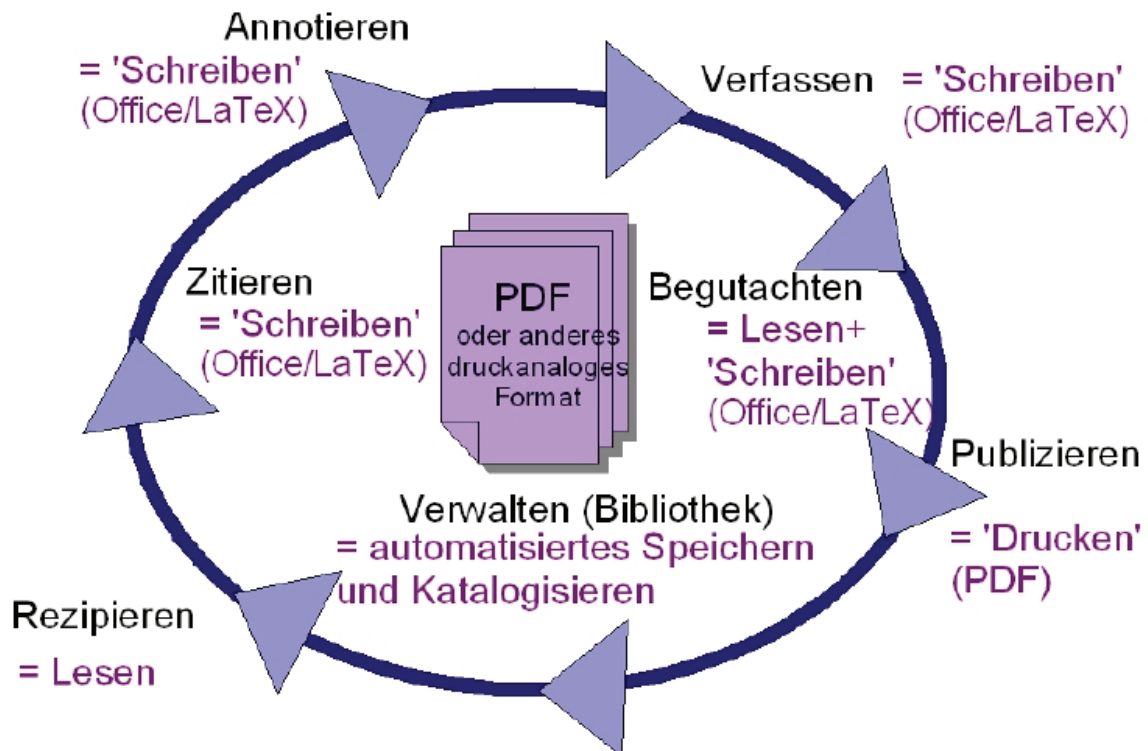 Annotieren
= 'Schreiben'
(Office/LaTeX)
Verfassen
= 'Schreiben'
(Office/LaTeX)
Zitieren
= 'Schreiben'
(Office/LaTeX)
PDF
oder anderes
druckanaloges
Format
Begutachten
= Lesen+
'Schreiben'
(Office/LaTeX)
Publizieren
= 'Drucken'
(PDF)
Verwalten (Bibliothek)
= automatisiertes Speichern
und Katalogisieren
Rezipieren
= Lesen